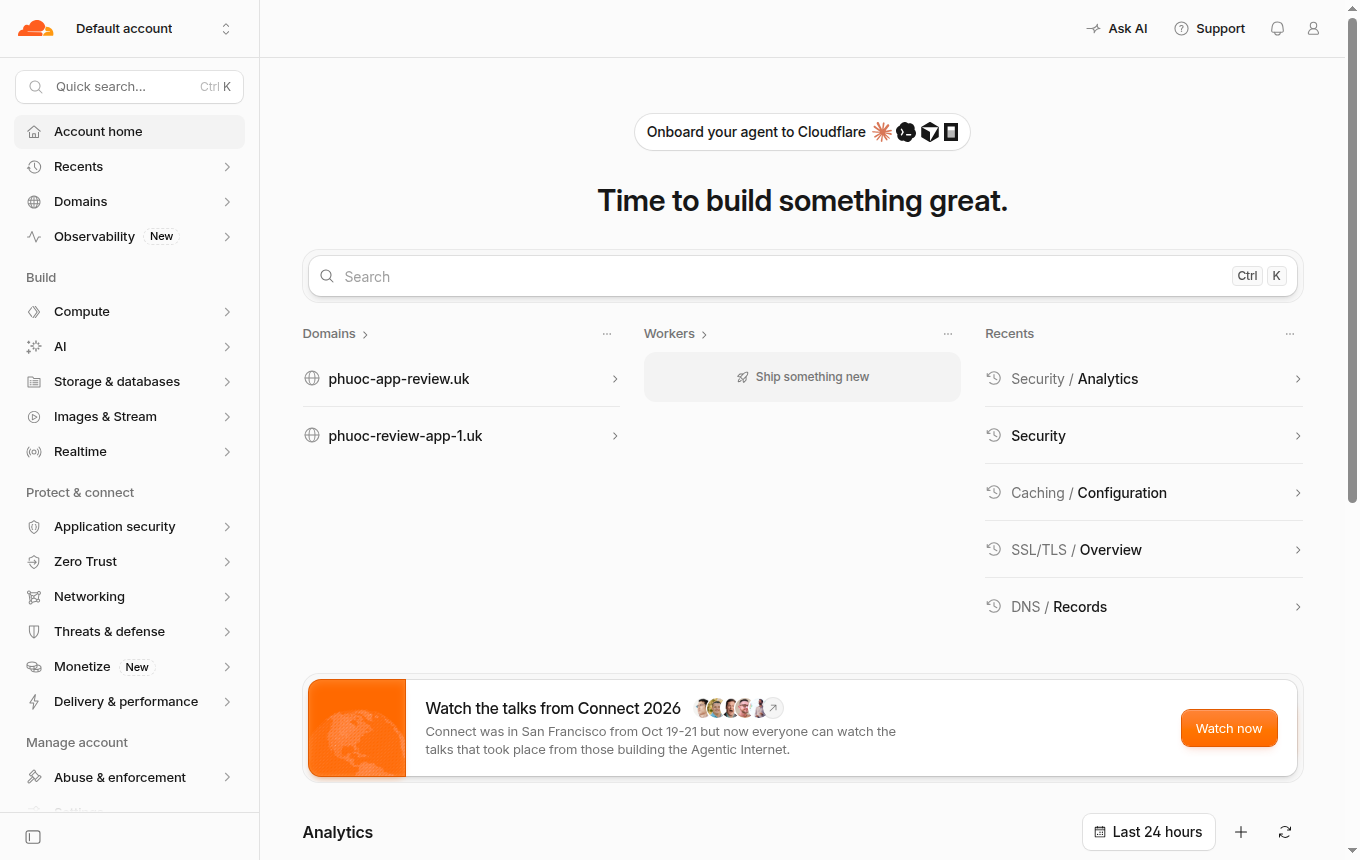 Default account
Ask AI
Support
Quick search...
Ctrl K
Account home
Recents
Domains
Observability New
Build
Compute
AI
Storage & databases
Images & Stream
Realtime
Protect & connect
Application security
Zero Trust
Networking
Threats & defense
Monetize New
Delivery & performance
Manage account
Abuse & enforcement
Settings
Onboard your agent to Cloudflare
Time to build something great.
Search
Ctrl K
Domains
phuoc-app-review.uk
phuoc-review-app-1.uk
Workers
Ship something new
Recents
Security / Analytics
Security
Caching / Configuration
SSL/TLS / Overview
DNS / Records
Watch the talks from Connect 2026
Connect was in San Francisco from Oct 19-21 but now everyone can watch the
talks that took place from those building the Agentic Internet.
Watch now
Analytics
Last 24 hours